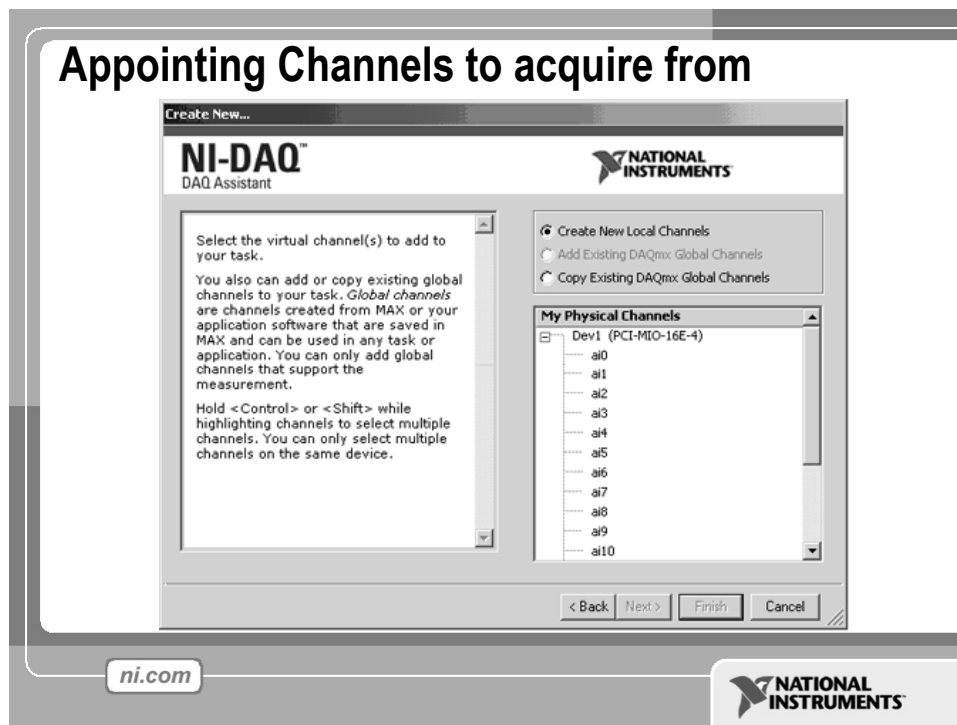 Appointing Channels to acquire from
Create New...
NI-DAQ™
DAQ Assistant
NATIONAL
INSTRUMENTS™
Select the virtual channel(s) to add to
your task.
You also can add or copy existing global
channels to your task. Global channels
are channels created from MAX or your
application software that are saved in
MAX and can be used in any task or
application. You can only add global
channels that support the
measurement.
Hold <Control> or <Shift> while
highlighting channels to select multiple
channels. You can only select multiple
channels on the same device.
Create New Local Channels
Add Existing DAQmx Global Channels
Copy Existing DAQmx Global Channels
My Physical Channels
Dev1 (PCI-MIO-16E-4)
ai0
ai1
ai2
ai3
ai4
ai5
ai6
ai7
ai8
ai9
ai10
< Back Next > Finish Cancel
ni.com
NATIONAL
INSTRUMENTS™